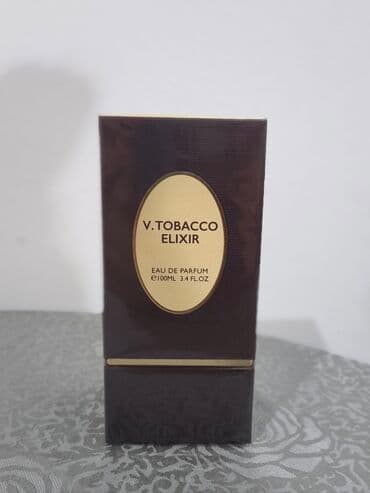 V. TOBACCO
ELIXIR
EAU DE PARFUM
℮100ML 3.4 FL.OZ